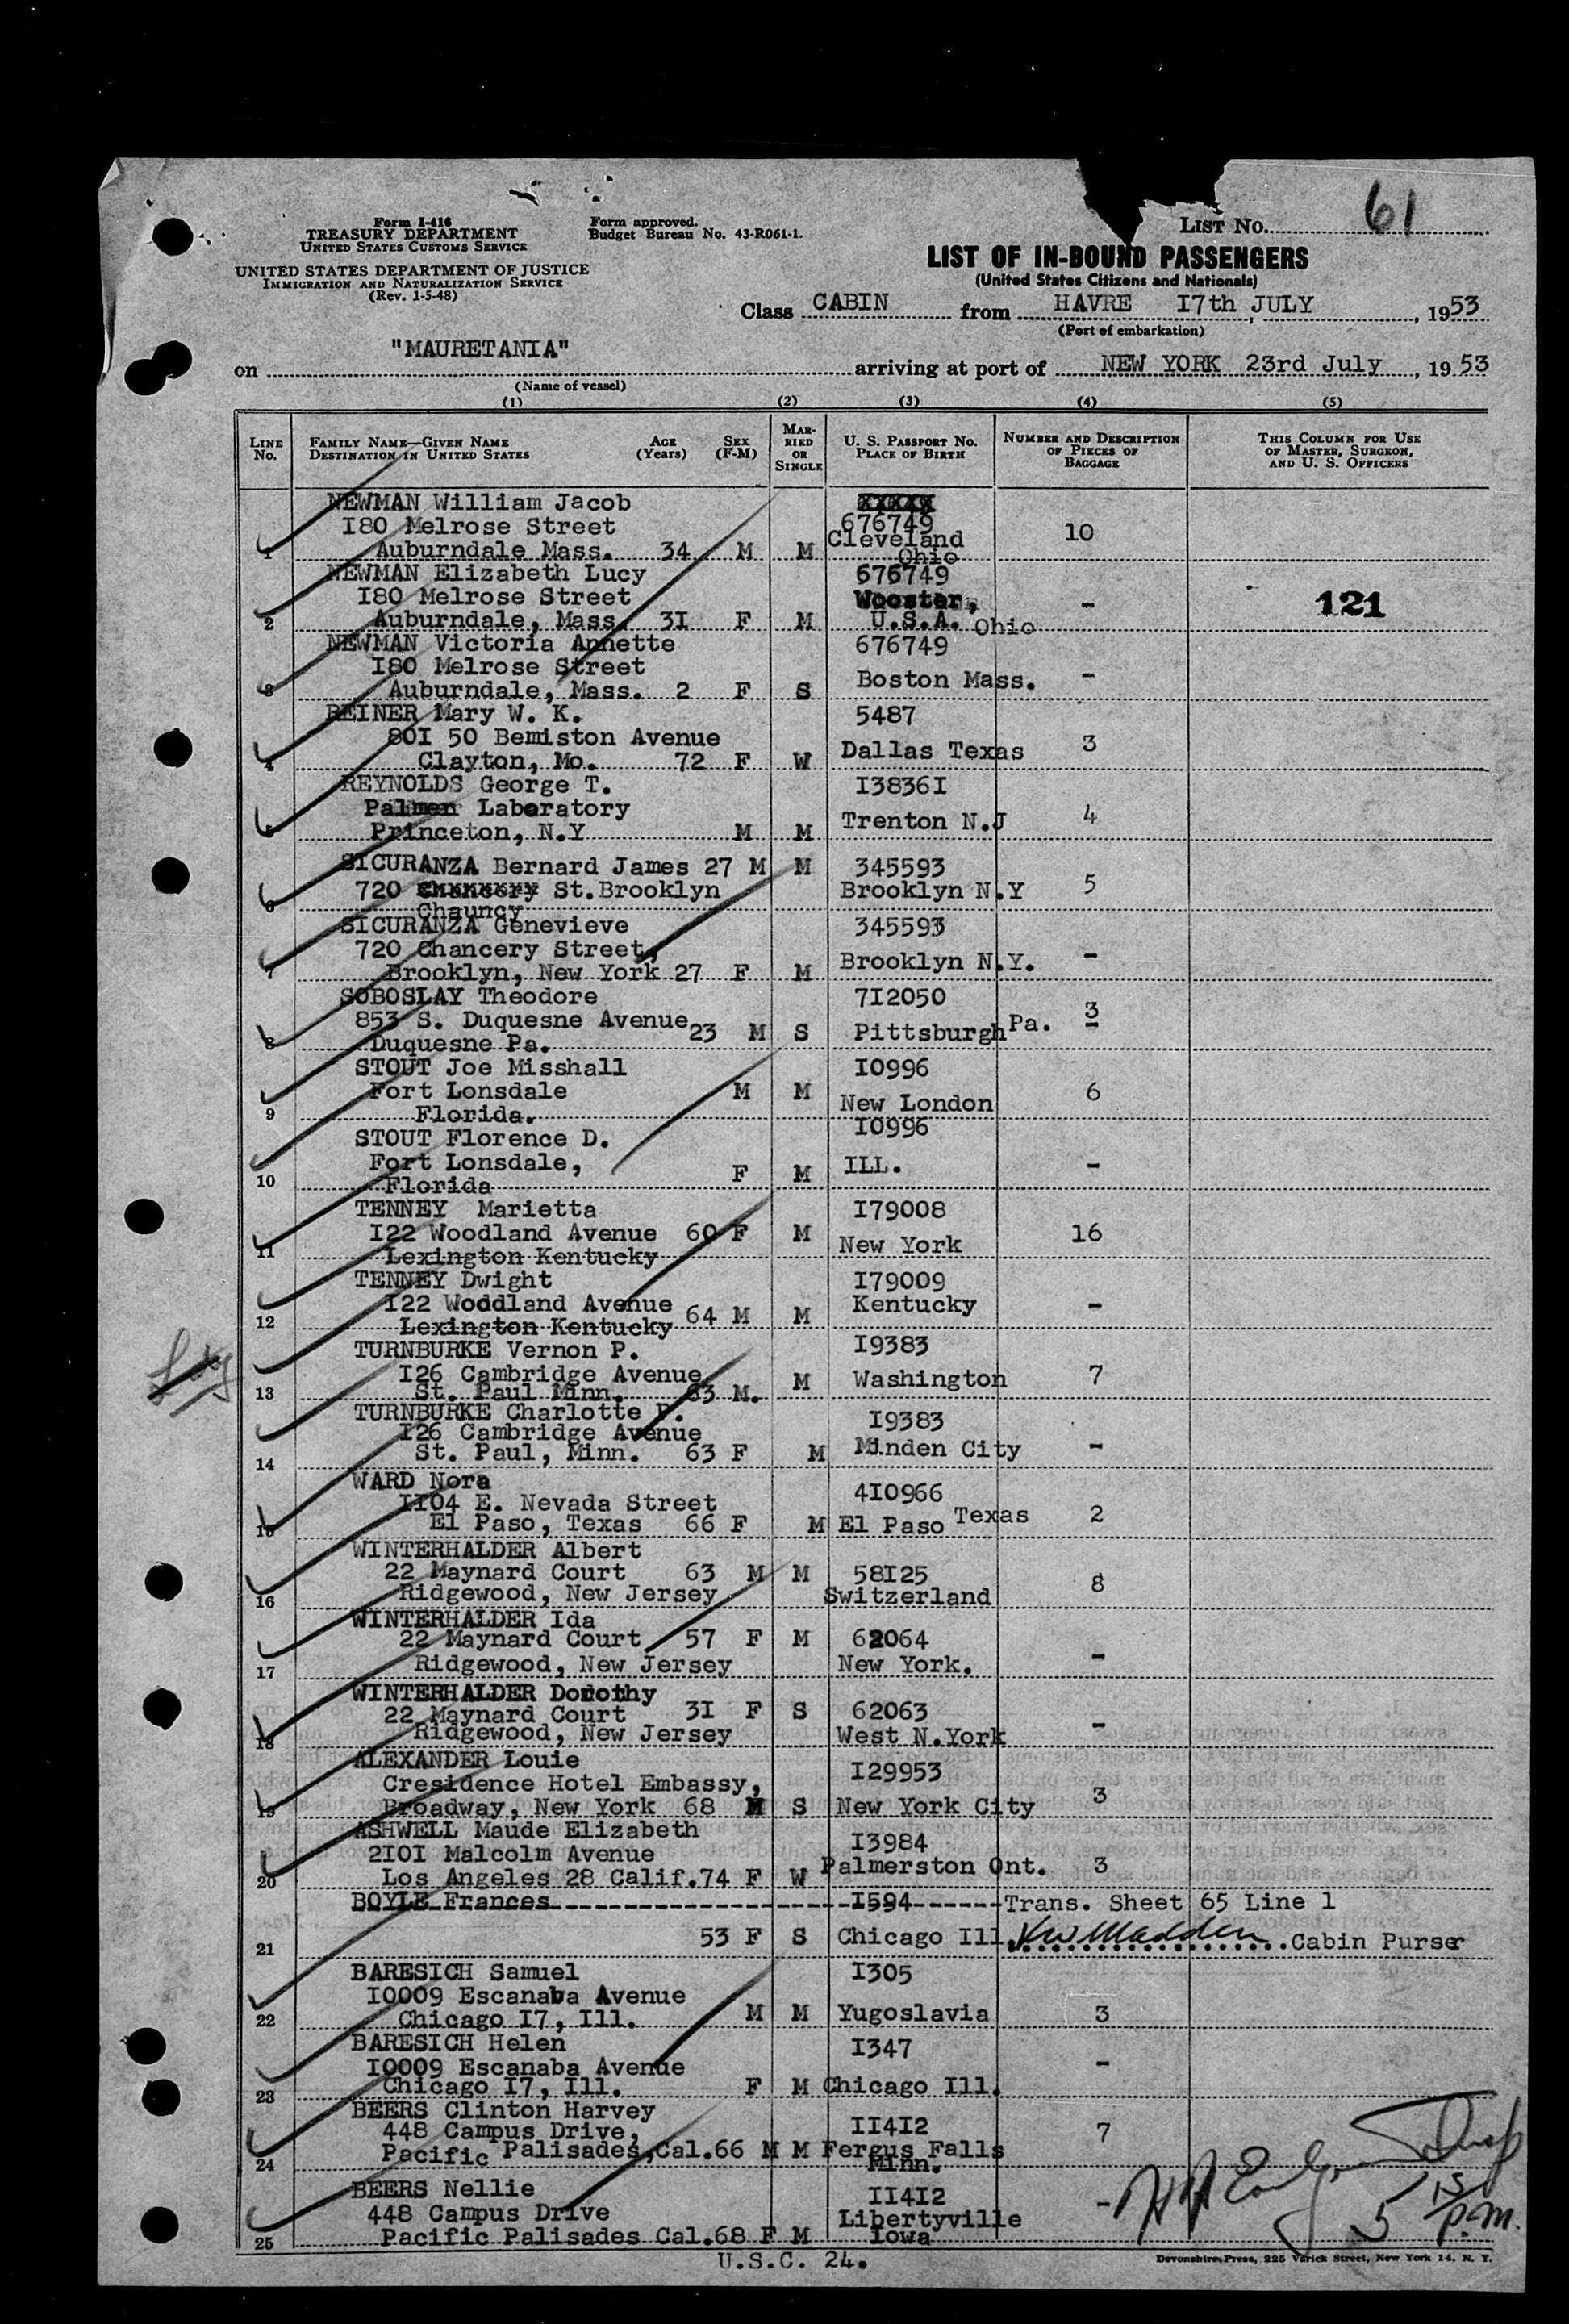 61
Form I-416
TREASURY DEPARTMENT
UNITED STATES CUSTOMS SERVICE
Form approved.
Budget Bureau No. 43-R061-1.
LIST NO.
UNITED STATES DEPARTMENT OF JUSTICE
IMMIGRATION AND NATURALIZATION SERVICE
(Rev. 1-5-48)
LIST OF IN-BOUND PASSENGERS
(United States Citizens and Nationals)
Class CABIN from HAVRE 17th JULY, 1953
(Port of embarkation)
on "MAURETANIA" arriving at port of NEW YORK 23rd July, 1953
(Name of vessel)
(1) (2) (3) (4) (5)
LINE NO. FAMILY NAME—GIVEN NAME DESTINATION IN UNITED STATES AGE (Years) SEX (F-M) MARRIED OR SINGLE U. S. PASSPORT NO. PLACE OF BIRTH NUMBER AND DESCRIPTION OF PIECES OF BAGGAGE THIS COLUMN FOR USE OF MASTER, SURGEON, AND U. S. OFFICERS
NEWMAN William Jacob XXXXX
180 Melrose Street 676749 10
1 Auburndale Mass. 34 M M Cleveland Ohio
NEWMAN Elizabeth Lucy 676749
180 Melrose Street Wooster, - 121
2 Auburndale, Mass. 31 F M U.S.A. Ohio
NEWMAN Victoria Annette 676749
180 Melrose Street Boston Mass. -
3 Auburndale, Mass. 2 F S
REINER Mary W. K. 5487
801 50 Bemiston Avenue Dallas Texas 3
4 Clayton, Mo. 72 F W
REYNOLDS George T. 138361
Palmer Laboratory Trenton N.J 4
5 Princeton, N.Y M M
SICURANZA Bernard James 27 M M 345593
6 720 Chancery St.Brooklyn Brooklyn N.Y 5
Chauncy
SICURANZA Genevieve 345593
720 Chancery Street, Brooklyn N.Y. -
7 Brooklyn, New York 27 F M
SOBOSLAY Theodore 712050
853 S. Duquesne Avenue 23 M S Pittsburgh Pa. 3 -
8 Duquesne Pa.
STOUT Joe Misshall 10996
Fort Lonsdale M M New London 6
9 Florida.
STOUT Florence D. 10996
Fort Lonsdale, F M ILL. -
10 Florida
TENNEY Marietta 179008
122 Woodland Avenue 60 F M New York 16
11 Lexington Kentucky
TENNEY Dwight 179009
122 Woddland Avenue 64 M M Kentucky -
12 Lexington Kentucky
TURNBURKE Vernon P. 19383
126 Cambridge Avenue M Washington 7
13 St. Paul Minn. 63 M.
TURNBURKE Charlotte P. 19383
126 Cambridge Avenue Minden City -
14 St. Paul, Minn. 63 F M
WARD Nora 410966
1104 E. Nevada Street El Paso Texas 2
15 El Paso, Texas 66 F M
WINTERHALDER Albert
22 Maynard Court 63 M M 58125 8
16 Ridgewood, New Jersey Switzerland
WINTERHALDER Ida
22 Maynard Court 57 F M 62064 -
17 Ridgewood, New Jersey New York.
WINTERHALDER Dorothy
22 Maynard Court 31 F S 62063 -
18 Ridgewood, New Jersey West N.York
ALEXANDER Louie 129953
Cresidence Hotel Embassy, 3
19 Broadway, New York 68 M S New York City
ASHWELL Maude Elizabeth 13984
2101 Malcolm Avenue Palmerston Ont. 3
20 Los Angeles 28 Calif. 74 F W
BOYLE Frances 1594 Trans. Sheet 65 Line 1
21 53 F S Chicago Ill. Cabin Purser
BARESICH Samuel 1305
10009 Escanaba Avenue
22 Chicago 17, Ill. M M Yugoslavia 3
BARESICH Helen 1347
10009 Escanaba Avenue -
23 Chicago 17, Ill. F M Chicago Ill.
BEERS Clinton Harvey 11412
448 Campus Drive, 7
24 Pacific Palisades, Cal. 66 M M Fergus Falls Minn.
BEERS Nellie 11412
448 Campus Drive Libertyville -
25 Pacific Palisades Cal. 68 F M Iowa
5 15 p.m.
U.S.C. 24.
Devonshire Press, 225 Varick Street, New York 14, N. Y.